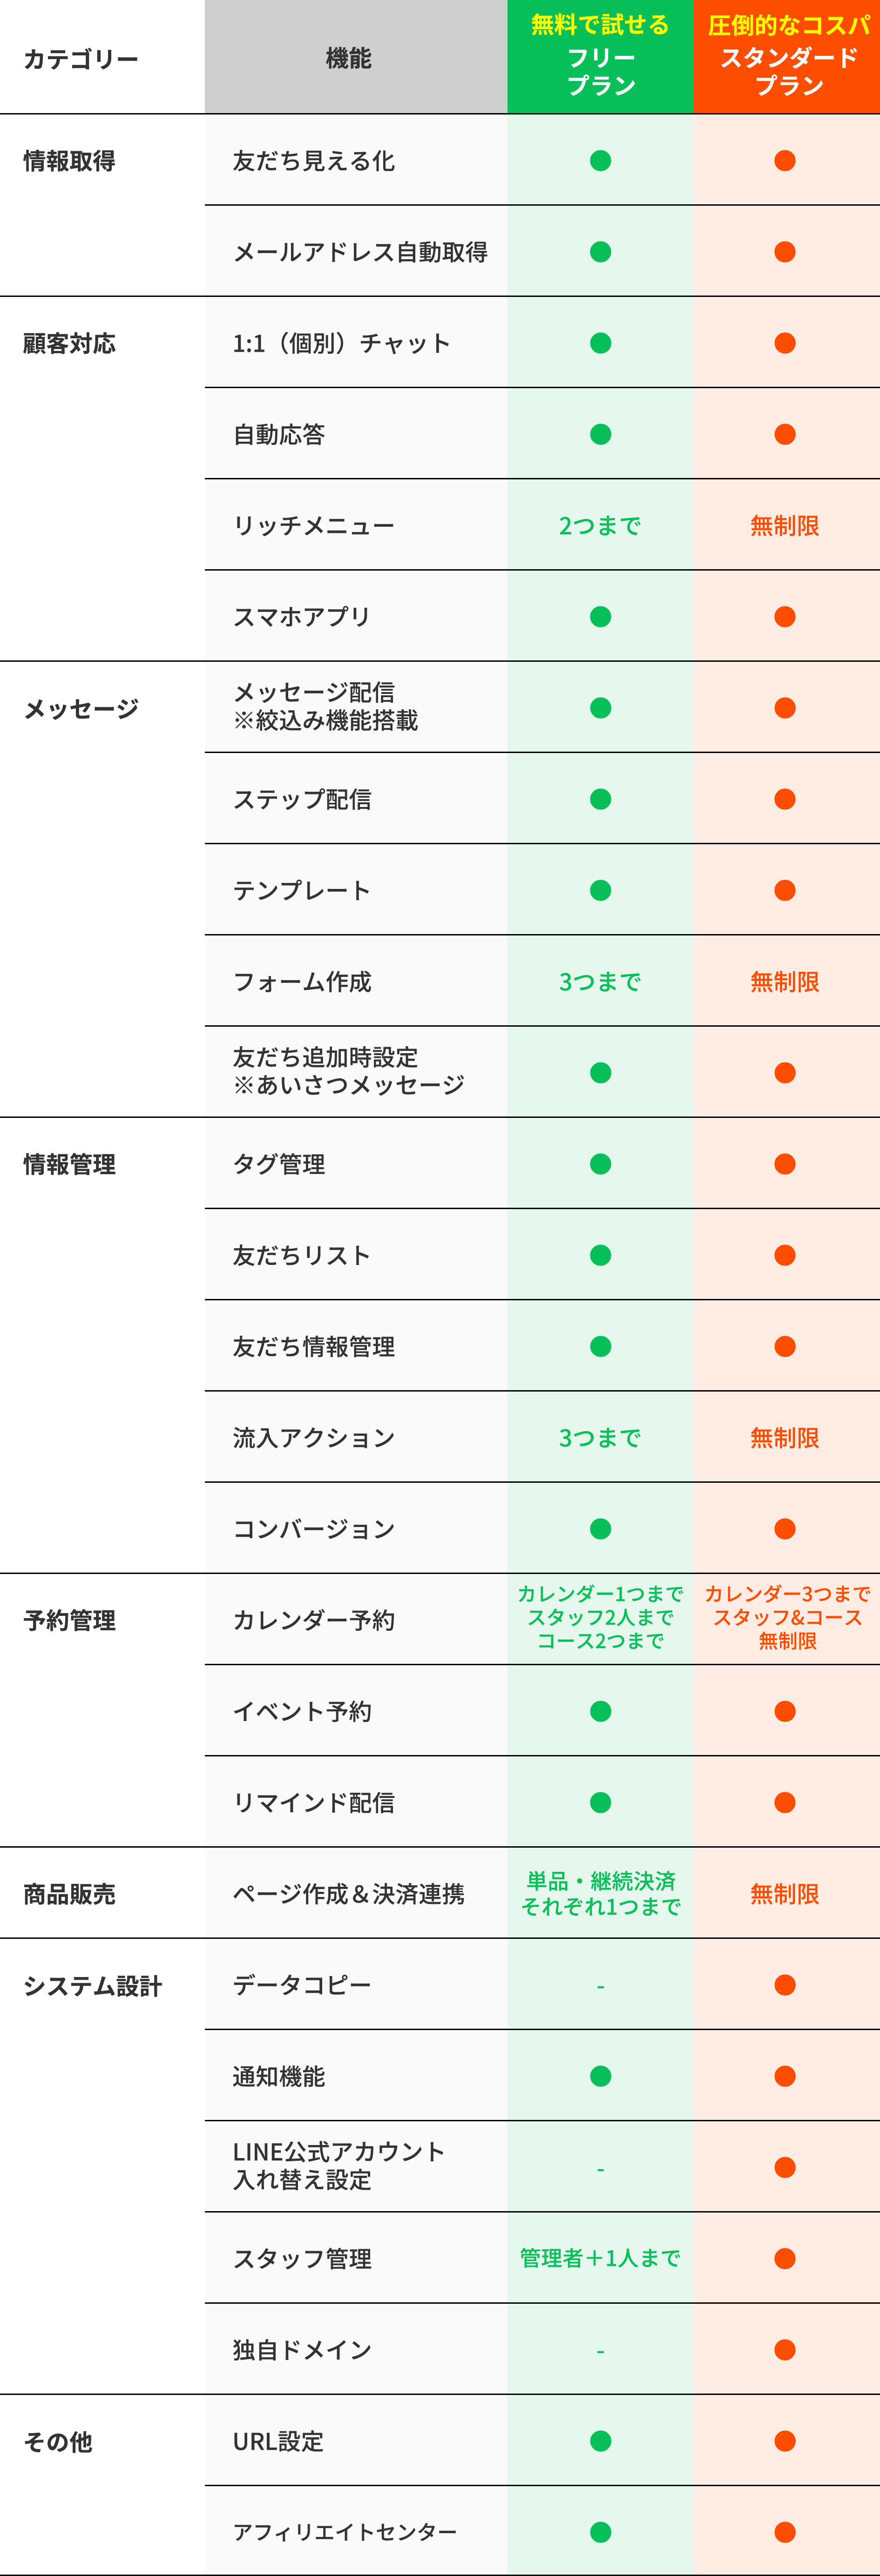 カテゴリー
機能
無料で試せる
フリー
プラン
圧倒的なコスパ
スタンダード
プラン
情報取得
友だち見える化
● ●
メールアドレス自動取得
● ●
顧客対応
1:1（個別）チャット
● ●
自動応答
● ●
リッチメニュー
2つまで
無制限
スマホアプリ
● ●
メッセージ
メッセージ配信
※絞込み機能搭載
● ●
ステップ配信
● ●
テンプレート
● ●
フォーム作成
3つまで
無制限
友だち追加時設定
※あいさつメッセージ
● ●
情報管理
タグ管理
● ●
友だちリスト
● ●
友だち情報管理
● ●
流入アクション
3つまで
無制限
コンバージョン
● ●
予約管理
カレンダー予約
カレンダー1つまで
スタッフ2人まで
コース2つまで
カレンダー3つまで
スタッフ&コース
無制限
イベント予約
● ●
リマインド配信
● ●
商品販売
ページ作成＆決済連携
単品・継続決済
それぞれ1つまで
無制限
システム設計
データコピー
- ●
通知機能
● ●
LINE公式アカウント
入れ替え設定
- ●
スタッフ管理
管理者＋1人まで
●
独自ドメイン
- ●
その他
URL設定
● ●
アフィリエイトセンター
● ●